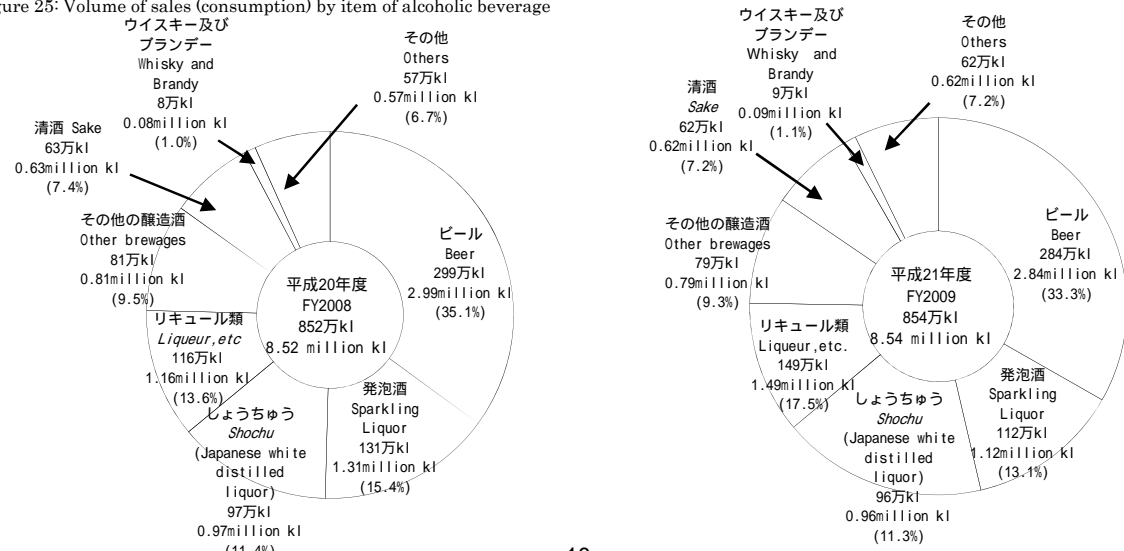 gure 25: Volume of sales (consumption) by item of alcoholic beverage
ウイスキー及び
ブランデー
Whisky and
Brandy
8万kl
0.08million kl
(1.0%)
その他
Others
57万kl
0.57million kl
(6.7%)
清酒 Sake
63万kl
0.63million kl
(7.4%)
その他の醸造酒
Other brewages
81万kl
0.81million kl
(9.5%)
ビール
Beer
299万kl
2.99million kl
(35.1%)
平成20年度
FY2008
852万kl
8.52 million kl
リキュール類
Liqueur,etc
116万kl
1.16million kl
(13.6%)
発泡酒
Sparkling
Liquor
131万kl
1.31million kl
(15.4%)
しょうちゅう
Shochu
(Japanese white
distilled
liquor)
97万kl
0.97million kl
(11.4%)
ウイスキー及び
ブランデー
Whisky and
Brandy
9万kl
0.09million kl
(1.1%)
その他
Others
62万kl
0.62million kl
(7.2%)
清酒
Sake
62万kl
0.62million kl
(7.2%)
その他の醸造酒
Other brewages
79万kl
0.79million kl
(9.3%)
ビール
Beer
284万kl
2.84million kl
(33.3%)
平成21年度
FY2009
854万kl
8.54 million kl
リキュール類
Liqueur,etc.
149万kl
1.49million kl
(17.5%)
発泡酒
Sparkling
Liquor
112万kl
1.12million kl
(13.1%)
しょうちゅう
Shochu
(Japanese white
distilled
liquor)
96万kl
0.96million kl
(11.3%)